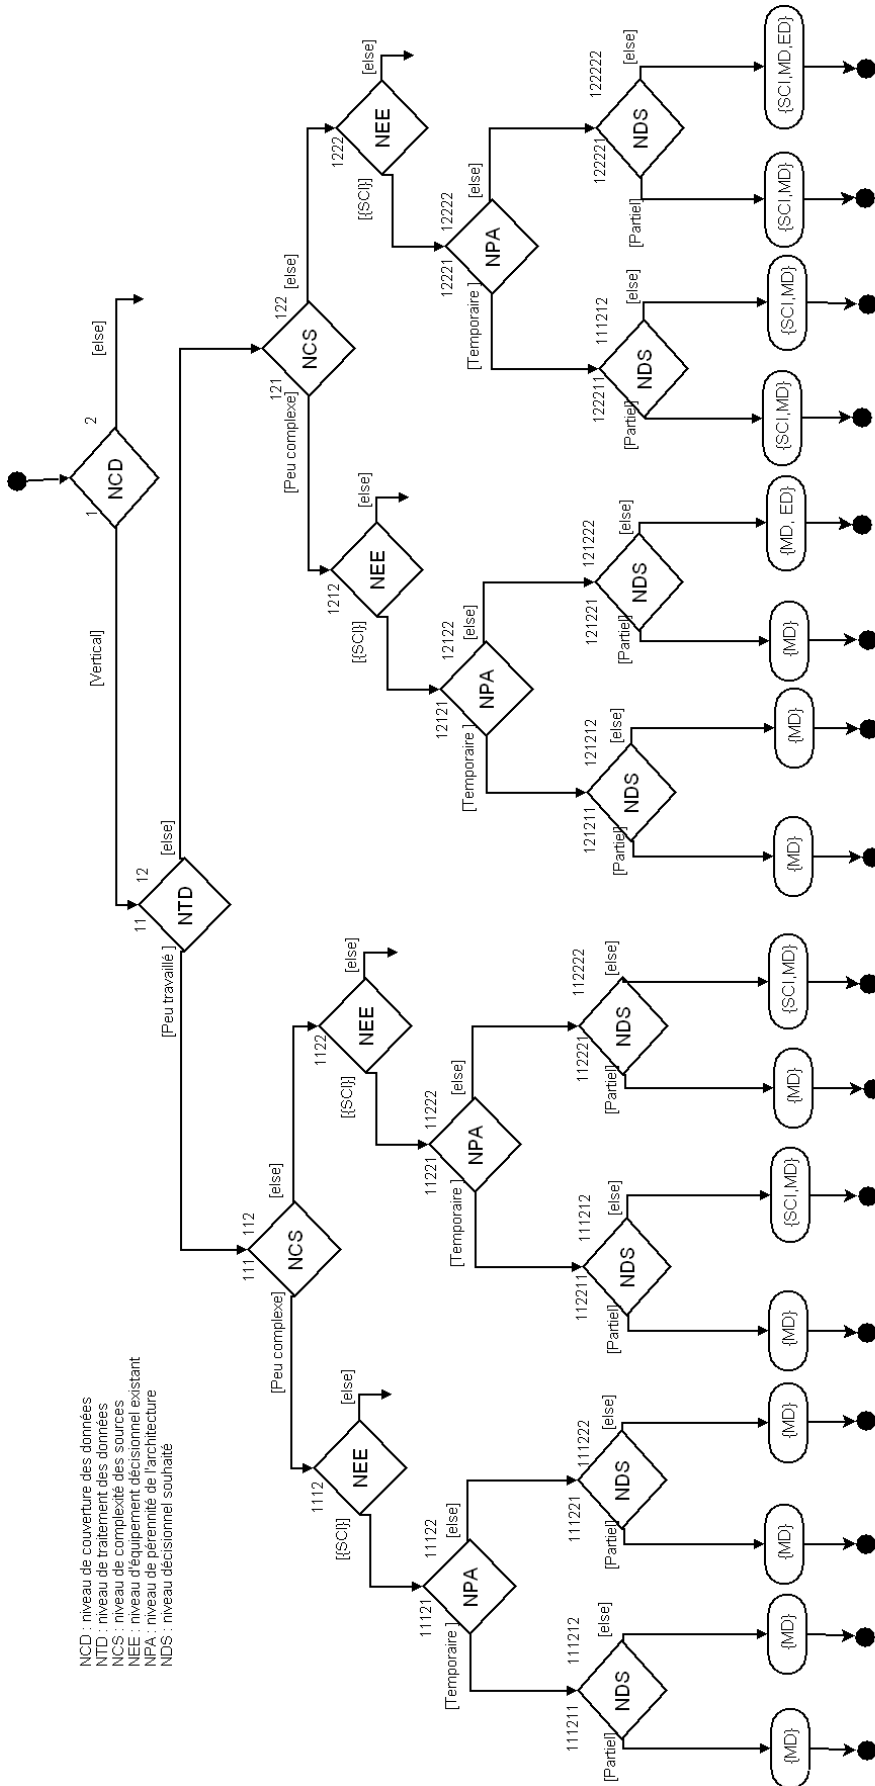 NCD : niveau de couverture des données
NTD : niveau de traitement des données
NCS : niveau de complexité des sources
NEE : niveau d'équipement décisionnel existant
NPA : niveau de pérennité de l'architecture
NDS : niveau décisionnel souhaité
NCD
1
2
[Vertical]
[else]
NTD
11
12
[Peu travaillé ]
[else]
NCS
111
112
[Peu complexe]
[else]
NCS
121
122
[Peu complexe]
[else]
NEE
1112
[{SCI}]
[else]
NEE
1122
[{SCI}]
[else]
NEE
1212
[{SCI}]
[else]
NEE
1222
[{SCI}]
[else]
NPA
11121
11122
[Temporaire ]
[else]
NPA
11221
11222
[Temporaire ]
[else]
NPA
12121
12122
[Temporaire ]
[else]
NPA
12221
12222
[Temporaire ]
[else]
NDS
111211
111212
[Partiel]
[else]
NDS
111221
111222
[Partiel]
[else]
NDS
112211
111212
[Partiel]
[else]
NDS
112221
112222
[Partiel]
[else]
NDS
121211
121212
[Partiel]
[else]
NDS
121221
121222
[Partiel]
[else]
NDS
122211
111212
[Partiel]
[else]
NDS
122221
122222
[Partiel]
[else]
{MD}
{MD}
{MD}
{MD}
{MD}
{SCI,MD}
{MD}
{SCI,MD}
{MD}
{MD}
{MD}
{MD, ED}
{SCI,MD}
{SCI,MD}
{SCI,MD}
{SCI,MD,ED}